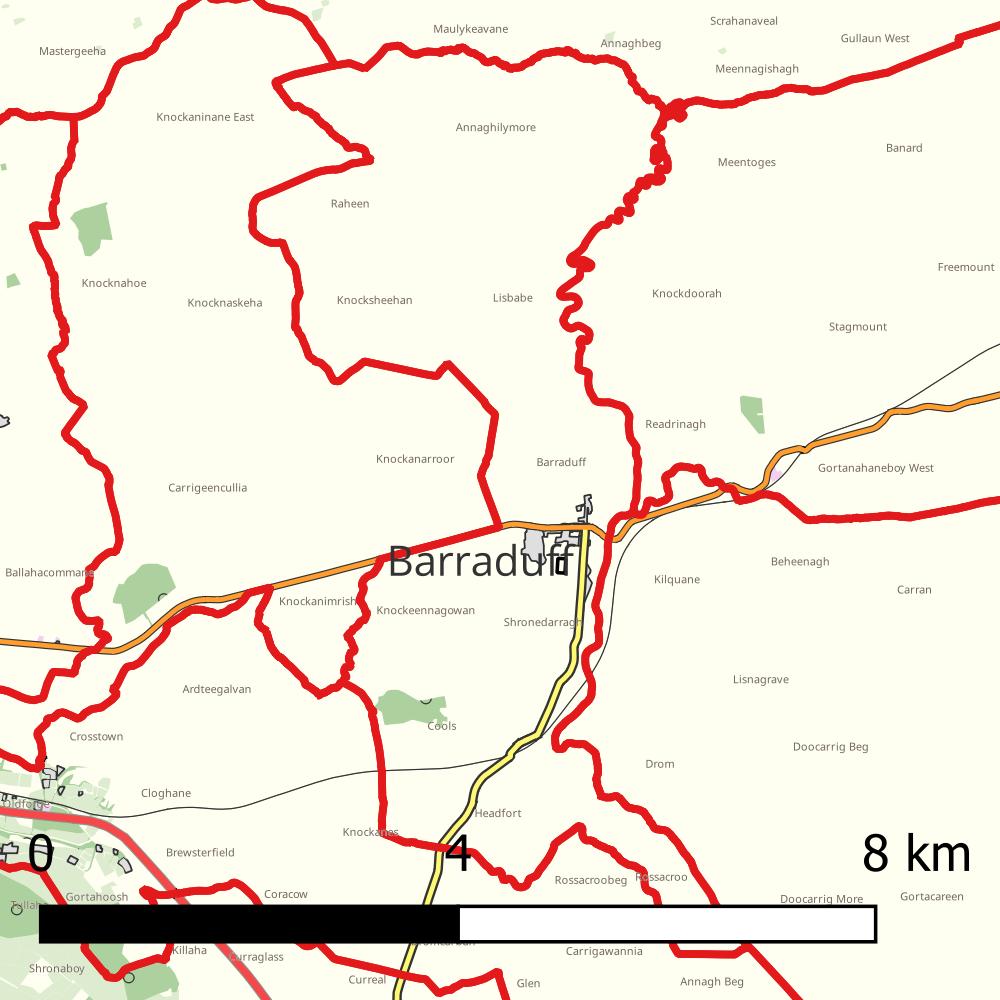 Scrahanaveal
Maulykeavane
Gullaun West
Annaghbeg
Mastergeeha
Meennagishagh
Knockaninane East
Annaghilymore
Banard
Meentoges
Raheen
Freemount
Knocknahoe
Knockdoorah
Lisbabe
Knocksheehan
Knocknaskeha
Stagmount
Readrinagh
Knockanarroor
Barraduff
Gortanahaneboy West
Carrigeencullia
Barraduff
Beheenagh
Ballahacommane
Kilquane
Carran
Knockanimrish
Knockeennagowan
Shronedarragh
Lisnagrave
Ardteegalvan
Cools
Crosstown
Doocarrig Beg
Drom
Cloghane
Oldforge
Headfort
Knockanes
0
4
8 km
Brewsterfield
Rossacroobeg
Rossacroo
Coracow
Gortahoosh
Doocarrig More
Gortacareen
Killaha
Carrigawannia
Curraglass
Shronaboy
Curreal
Glen
Annagh Beg